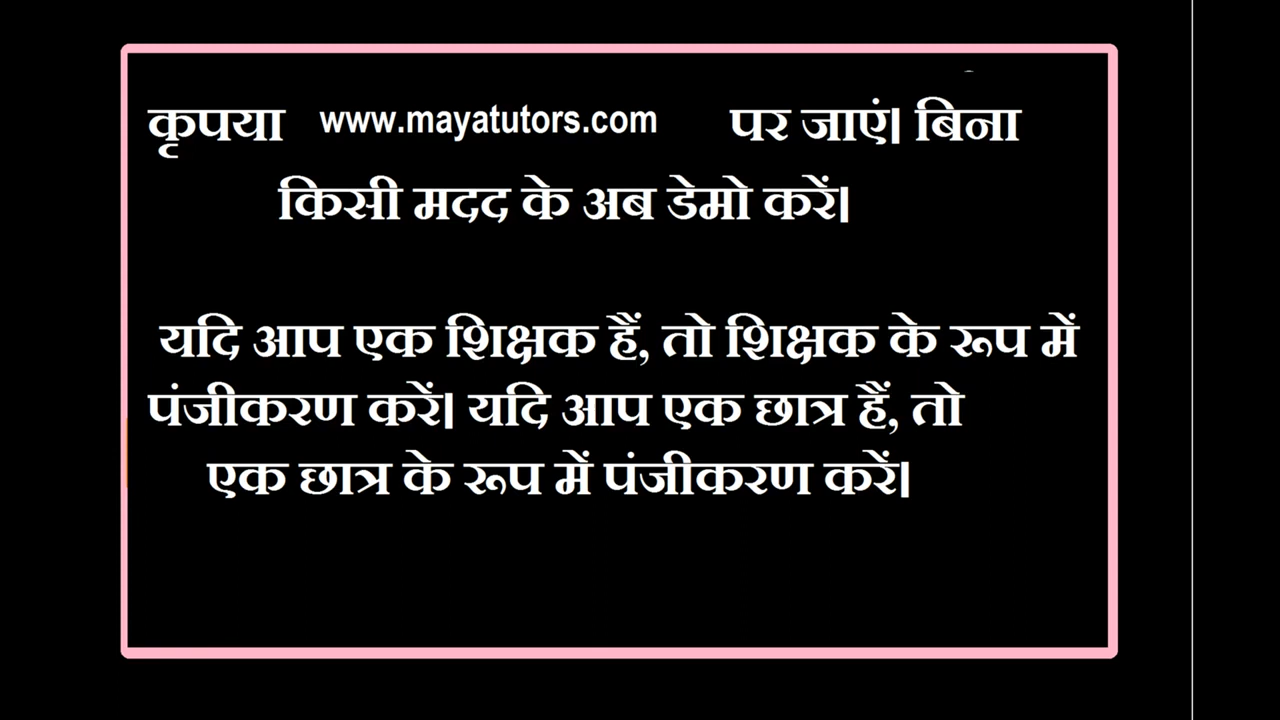 कृपया www.mayatutors.com पर जाएं। बिना
किसी मदद के अब डेमो करें।
यदि आप एक शिक्षक हैं, तो शिक्षक के रूप में
पंजीकरण करें। यदि आप एक छात्र हैं, तो
एक छात्र के रूप में पंजीकरण करें।